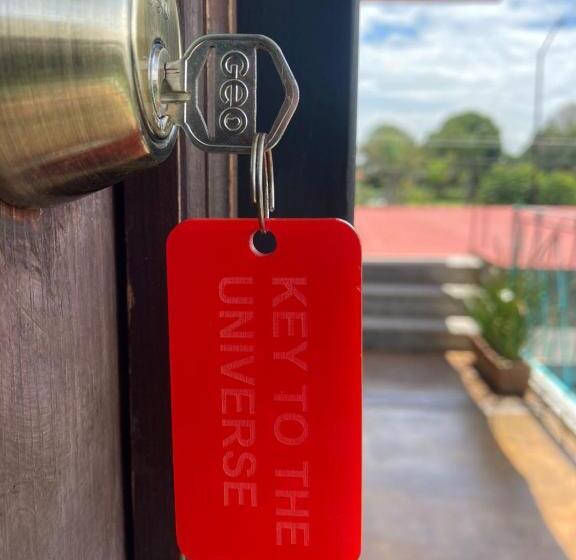 Geo
KEY TO THE
UNIVERSE